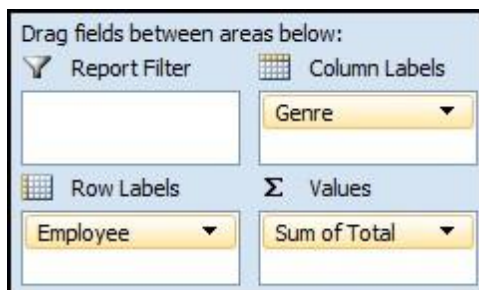 Drag fields between areas below:
Report Filter
Column Labels
Genre
Row Labels
Σ Values
Employee
Sum of Total